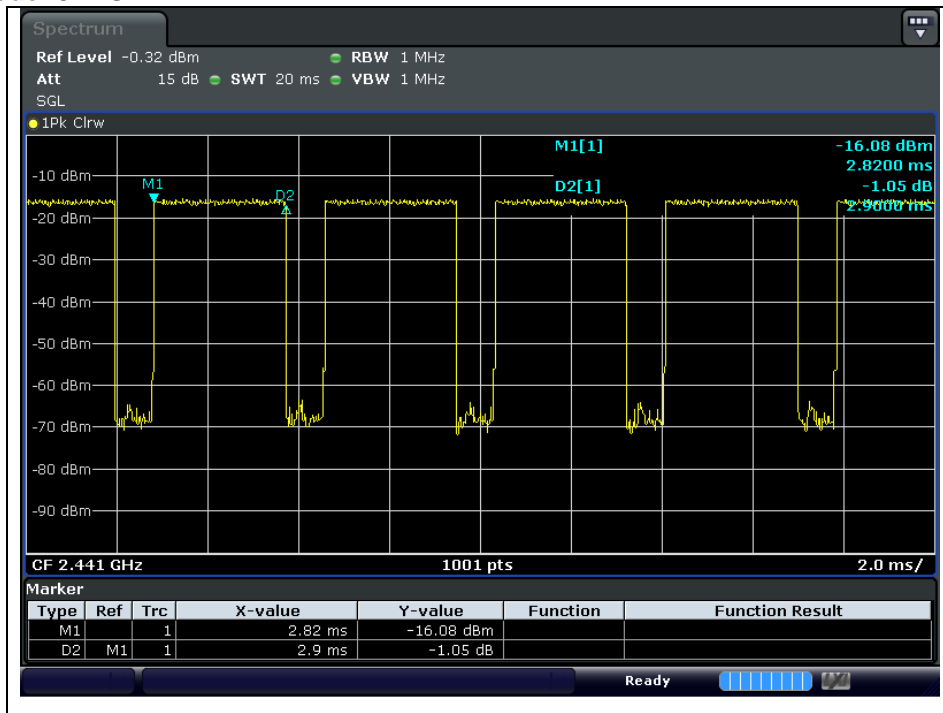 Spectrum
Ref Level -0.32 dBm RBW 1 MHz
Att 15 dB SWT 20 ms VBW 1 MHz
SGL
1Pk Clrw
M1[1] -16.08 dBm
2.8200 ms
D2[1] -1.05 dB
2.9000 ms
M1
D2
-10 dBm
-20 dBm
-30 dBm
-40 dBm
-50 dBm
-60 dBm
-70 dBm
-80 dBm
-90 dBm
CF 2.441 GHz 1001 pts 2.0 ms/
Marker
Type Ref Trc X-value Y-value Function Function Result
M1 1 2.82 ms -16.08 dBm
D2 M1 1 2.9 ms -1.05 dB
Ready